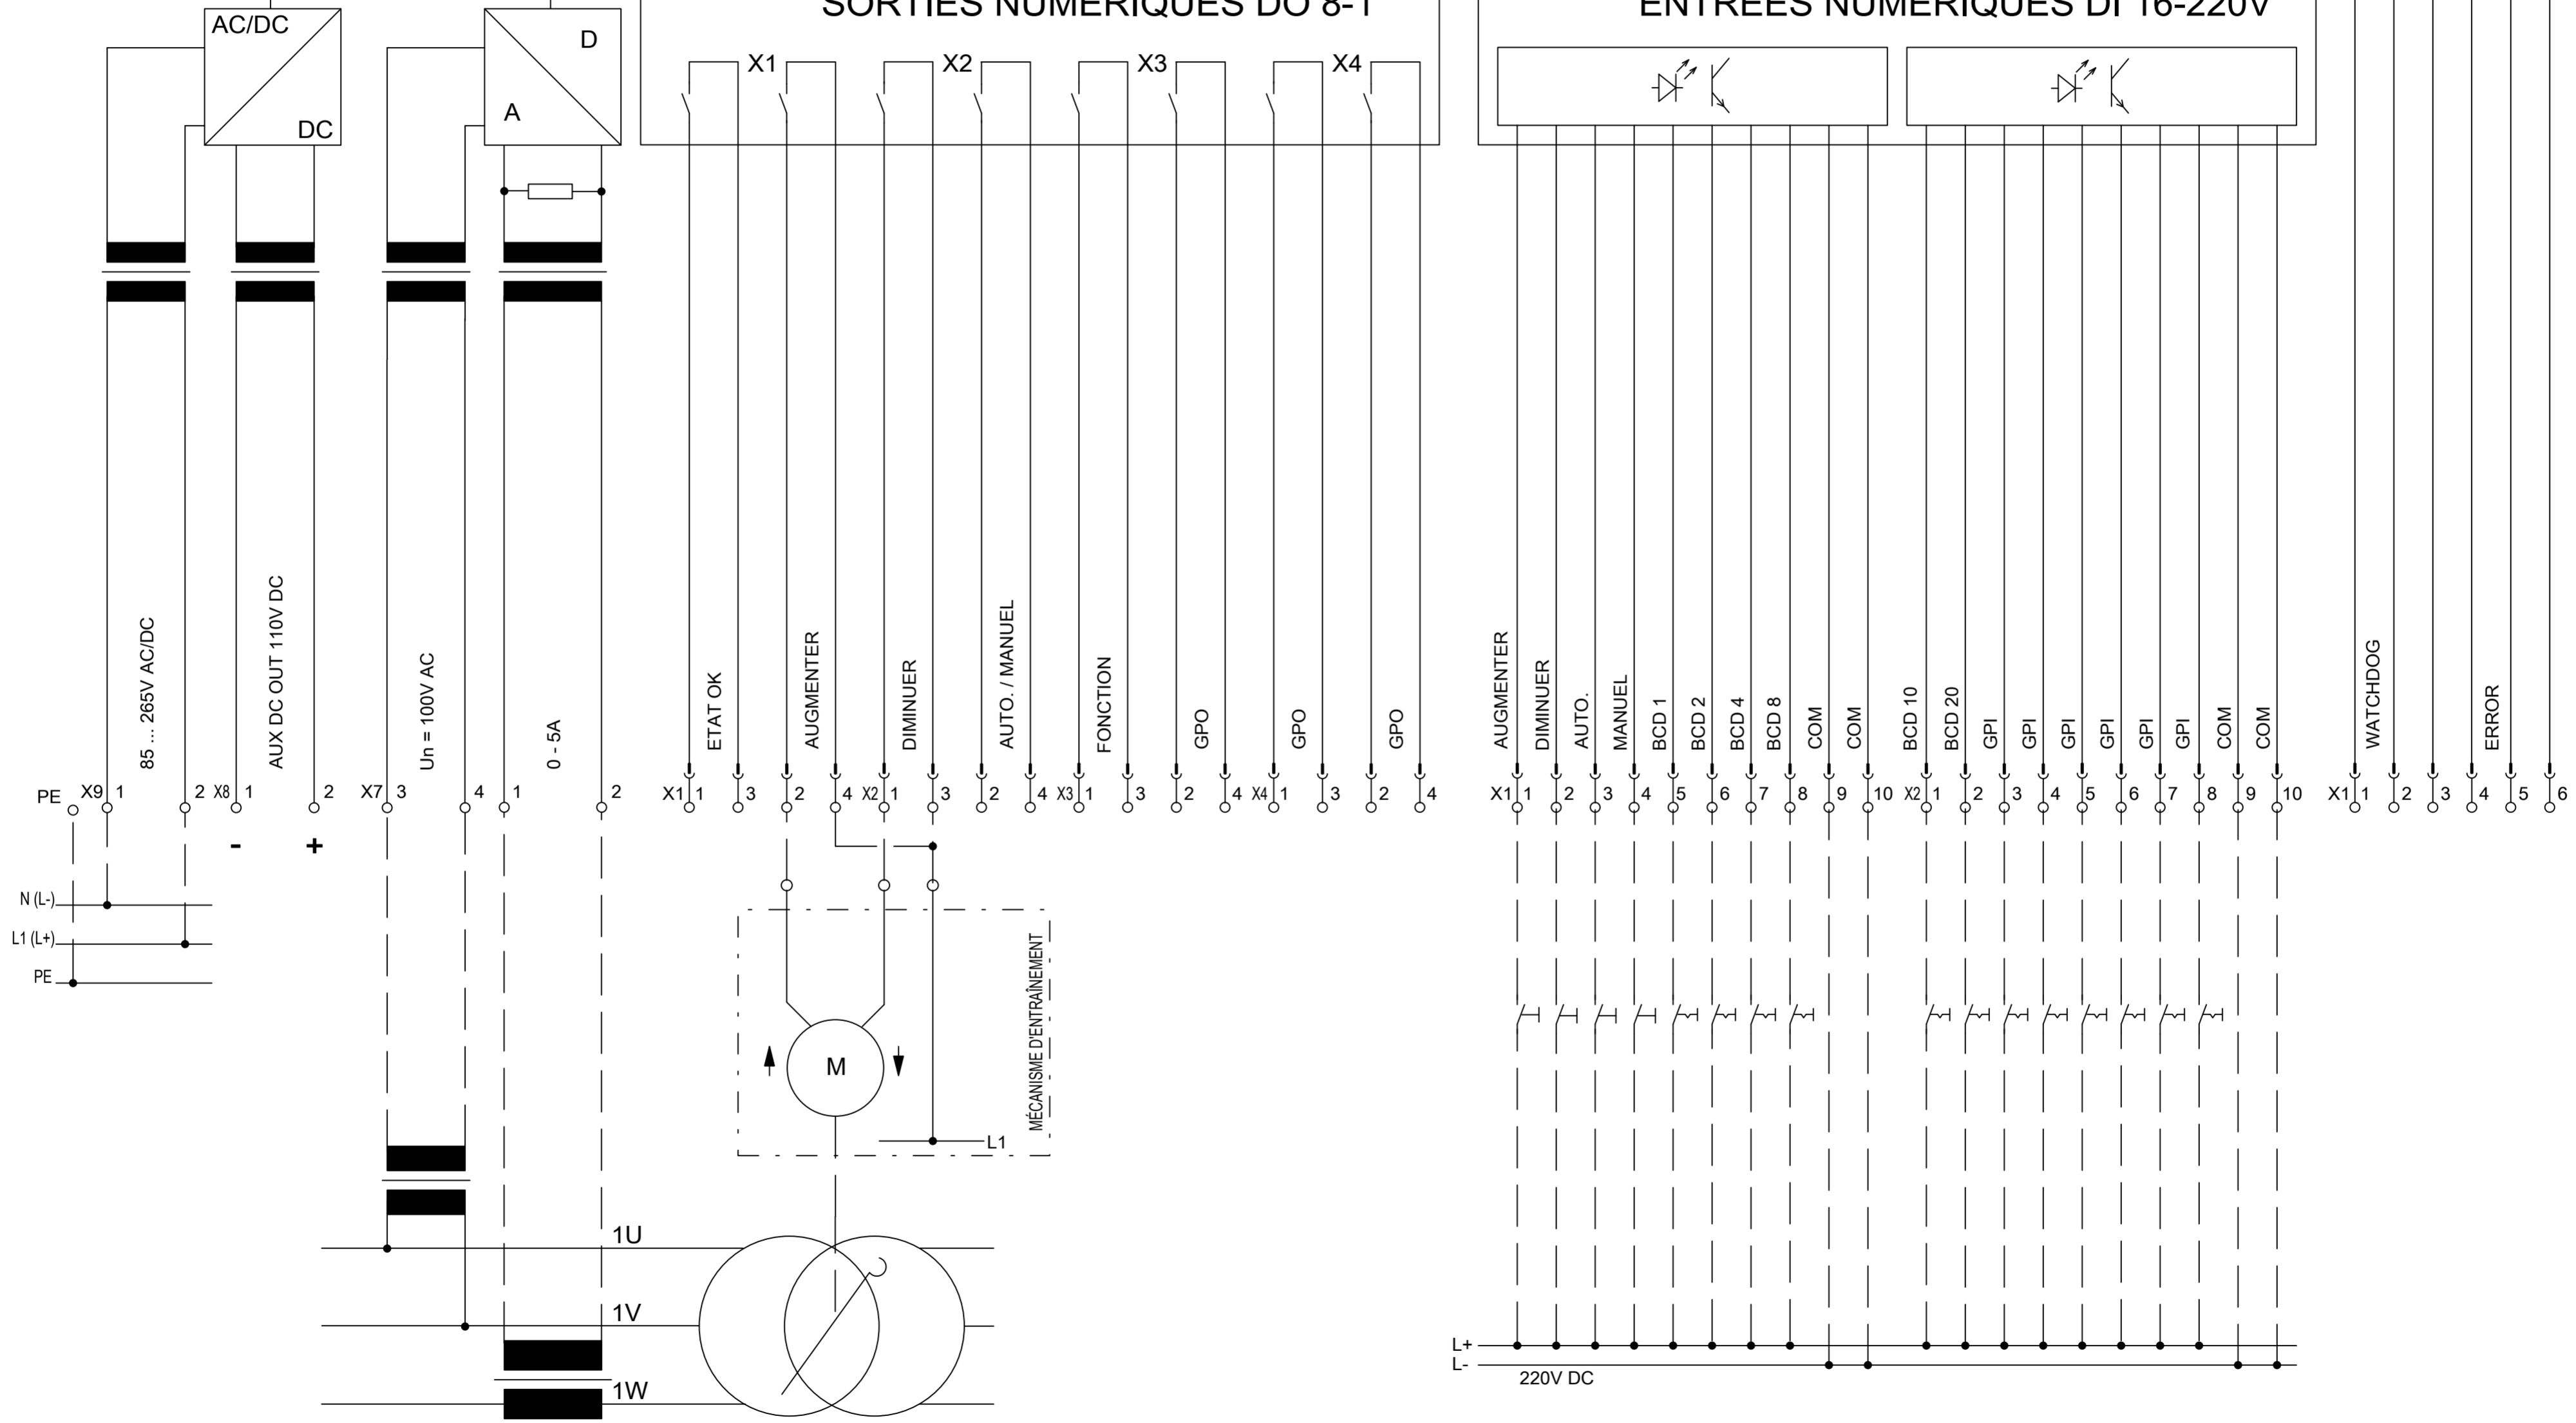 SORTIES NUMÉRIQUES DO 8-1
ENTRÉES NUMÉRIQUES DI 16-220V
AC/DC
DC
D
A
X1
X2
X3
X4
85 ... 265V AC/DC
AUX DC OUT 110V DC
Un = 100V AC
0 - 5A
ETAT OK
AUGMENTER
DIMINUER
AUTO. / MANUEL
FONCTION
GPO
GPO
GPO
AUGMENTER
DIMINUER
AUTO.
MANUEL
BCD 1
BCD 2
BCD 4
BCD 8
COM
COM
BCD 10
BCD 20
GPI
GPI
GPI
GPI
GPI
GPI
COM
COM
WATCHDOG
ERROR
PE X9 1 2 X8 1 2 X7 3 4 1 2
X1 1 3 2 4 X2 1 3 2 4 X3 1 3 2 4 X4 1 3 2 4
X1 1 2 3 4 5 6 7 8 9 10 X2 1 2 3 4 5 6 7 8 9 10
X1 1 2 3 4 5 6
- +
N (L-)
L1 (L+)
PE
MÉCANISME D'ENTRAÎNEMENT
M
L1
1U
1V
1W
L+
L-
220V DC